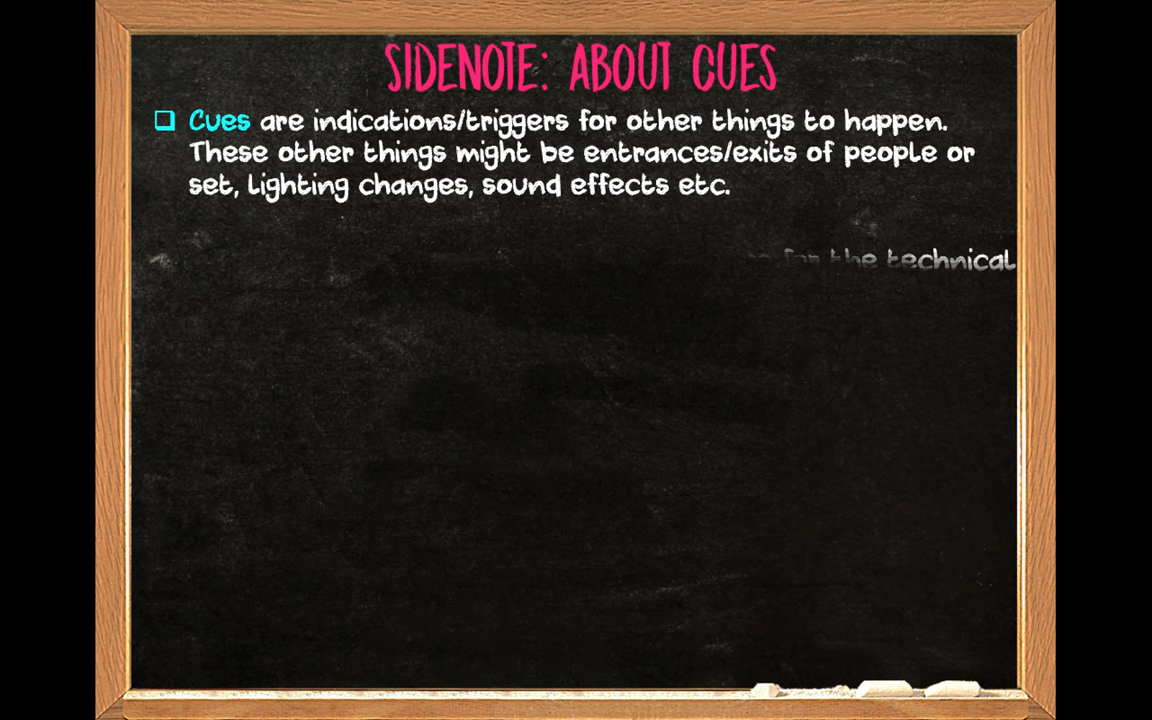 SIDENOTE: ABOUT CUES
❑ Cues are indications/triggers for other things to happen.
These other things might be entrances/exits of people or
set, lighting changes, sound effects etc.
for the technical